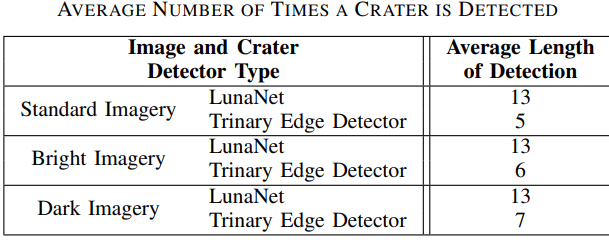 AVERAGE NUMBER OF TIMES A CRATER IS DETECTED
Image and Crater Average Length
Detector Type of Detection
Standard Imagery LunaNet 13
Trinary Edge Detector 5
Bright Imagery LunaNet 13
Trinary Edge Detector 6
Dark Imagery LunaNet 13
Trinary Edge Detector 7